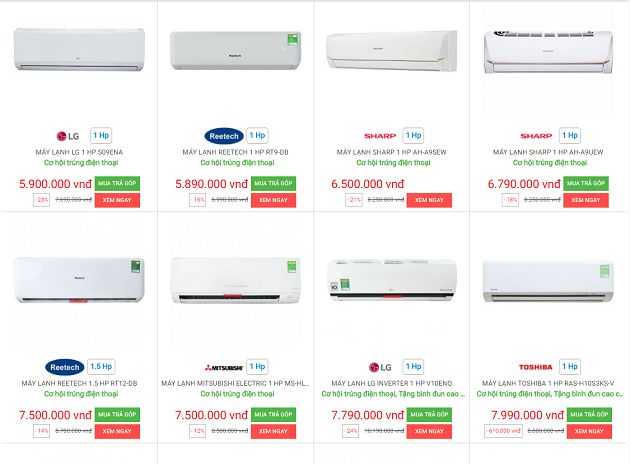 LG 1 Hp
MÁY LẠNH LG 1 HP S09ENA
Cơ hội trúng điện thoại
5.900.000 vnđ MUA TRẢ GÓP
- 23% 7.690.000 vnđ XEM NGAY
Reetech
Reetech 1 Hp
MÁY LẠNH REETECH 1 HP RT9-DB
Cơ hội trúng điện thoại
5.890.000 vnđ MUA TRẢ GÓP
- 16% 6.990.000 vnđ XEM NGAY
SHARP 1 Hp
MÁY LẠNH SHARP 1 HP AH-A9SEW
Cơ hội trúng điện thoại
6.500.000 vnđ
- 21% 8.250.000 vnđ XEM NGAY
SHARP 1 Hp
MÁY LẠNH SHARP 1 HP AH-A9UEW
Cơ hội trúng điện thoại
6.790.000 vnđ MUA TRẢ GÓP
- 18% 8.250.000 vnđ XEM NGAY
Reetech
Reetech 1.5 Hp
MÁY LẠNH REETECH 1.5 HP RT12-DB
Cơ hội trúng điện thoại
7.500.000 vnđ MUA TRẢ GÓP
- 14% 8.700.000 vnđ XEM NGAY
MITSUBISHI 1 Hp
MÁY LẠNH MITSUBISHI ELECTRIC 1 HP MS-HL...
Cơ hội trúng điện thoại
7.500.000 vnđ MUA TRẢ GÓP
- 12% 8.500.000 vnđ XEM NGAY
LG 1 Hp
MÁY LẠNH LG INVERTER 1 HP V10ENQ
Cơ hội trúng điện thoại, Tặng bình đun cao ...
7.790.000 vnđ MUA TRẢ GÓP
- 24% 10.190.000 vnđ XEM NGAY
TOSHIBA 1 Hp
MÁY LẠNH TOSHIBA 1 HP RAS-H10S3KS-V
Cơ hội trúng điện thoại, Tặng bình đun cao ...
7.990.000 vnđ MUA TRẢ GÓP
- 610.000 vnđ 8.600.000 vnđ XEM NGAY